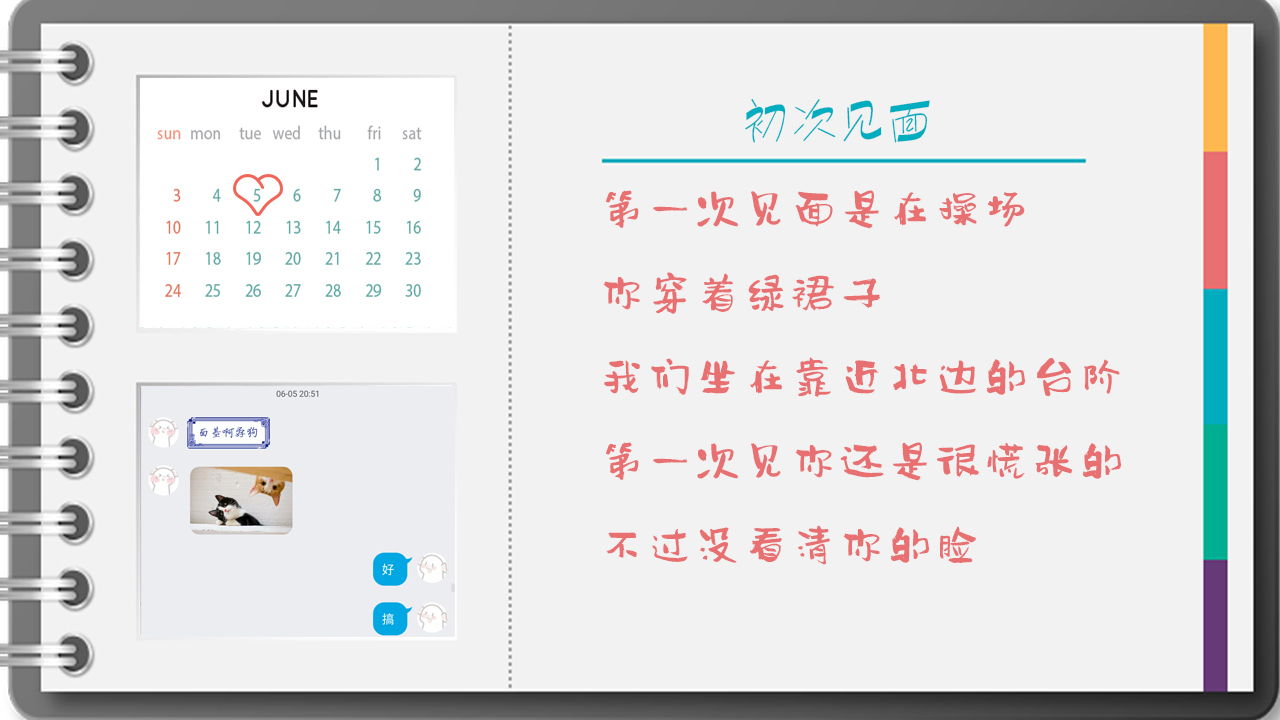 JUNE
sun mon tue wed thu fri sat
1 2
3 4 5 6 7 8 9
10 11 12 13 14 15 16
17 18 19 20 21 22 23
24 25 26 27 28 29 30
06-05 20:51
面基啊弱狗
好
搞
初次见面
第一次见面是在操场
你穿着绿裙子
我们坐在靠近北边的台阶
第一次见你还是很慌张的
不过没看清你的脸